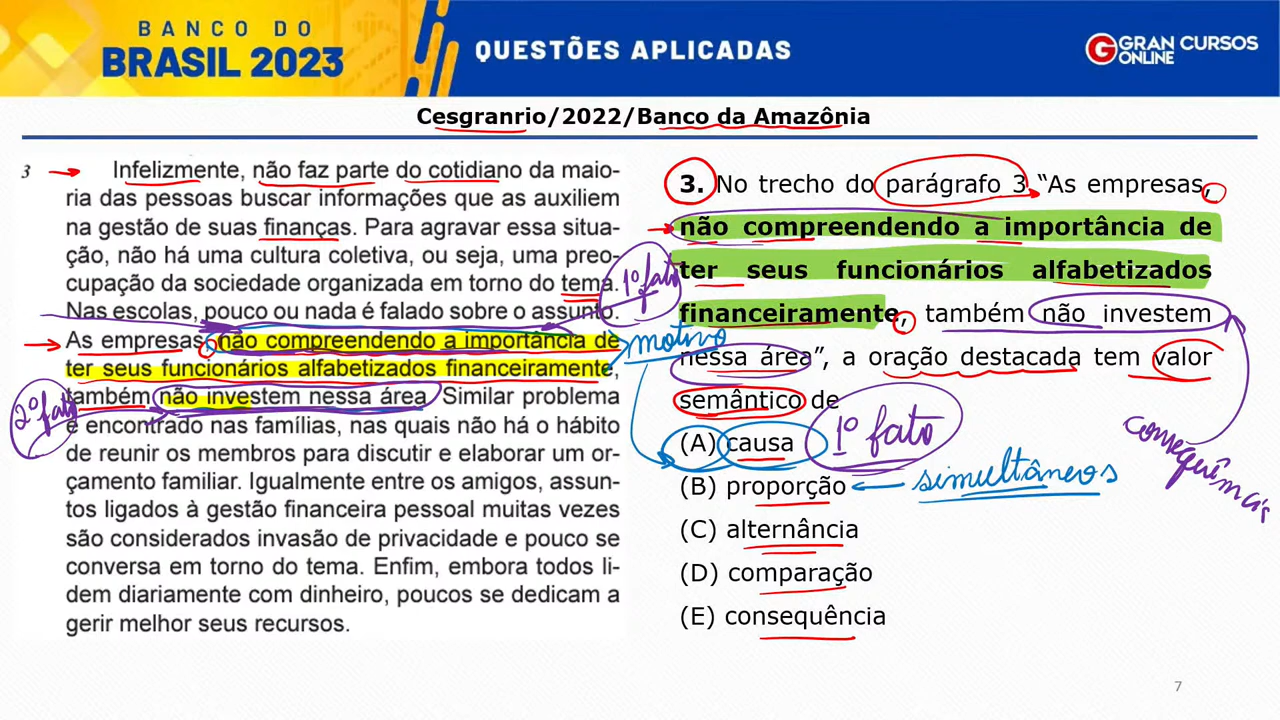 BANCO DO
BRASIL 2023
QUESTÕES APLICADAS
GRAN CURSOS
ONLINE
Cesgranrio/2022/Banco da Amazônia
3 Infelizmente, não faz parte do cotidiano da maio-
ria das pessoas buscar informações que as auxiliem
na gestão de suas finanças. Para agravar essa situa-
ção, não há uma cultura coletiva, ou seja, uma preo-
cupação da sociedade organizada em torno do tema.
Nas escolas, pouco ou nada é falado sobre o assunto.
As empresas, não compreendendo a importância de
ter seus funcionários alfabetizados financeiramente,
também não investem nessa área. Similar problema
é encontrado nas famílias, nas quais não há o hábito
de reunir os membros para discutir e elaborar um or-
çamento familiar. Igualmente entre os amigos, assun-
tos ligados à gestão financeira pessoal muitas vezes
são considerados invasão de privacidade e pouco se
conversa em torno do tema. Enfim, embora todos li-
dem diariamente com dinheiro, poucos se dedicam a
gerir melhor seus recursos.
1º fato
motivo
2º fato
3. No trecho do parágrafo 3 “As empresas,
não compreendendo a importância de
ter seus funcionários alfabetizados
financeiramente, também não investem
nessa área”, a oração destacada tem valor
semântico de
(A) causa
1º fato
consequência
(B) proporção
simultâneos
(C) alternância
(D) comparação
(E) consequência
7